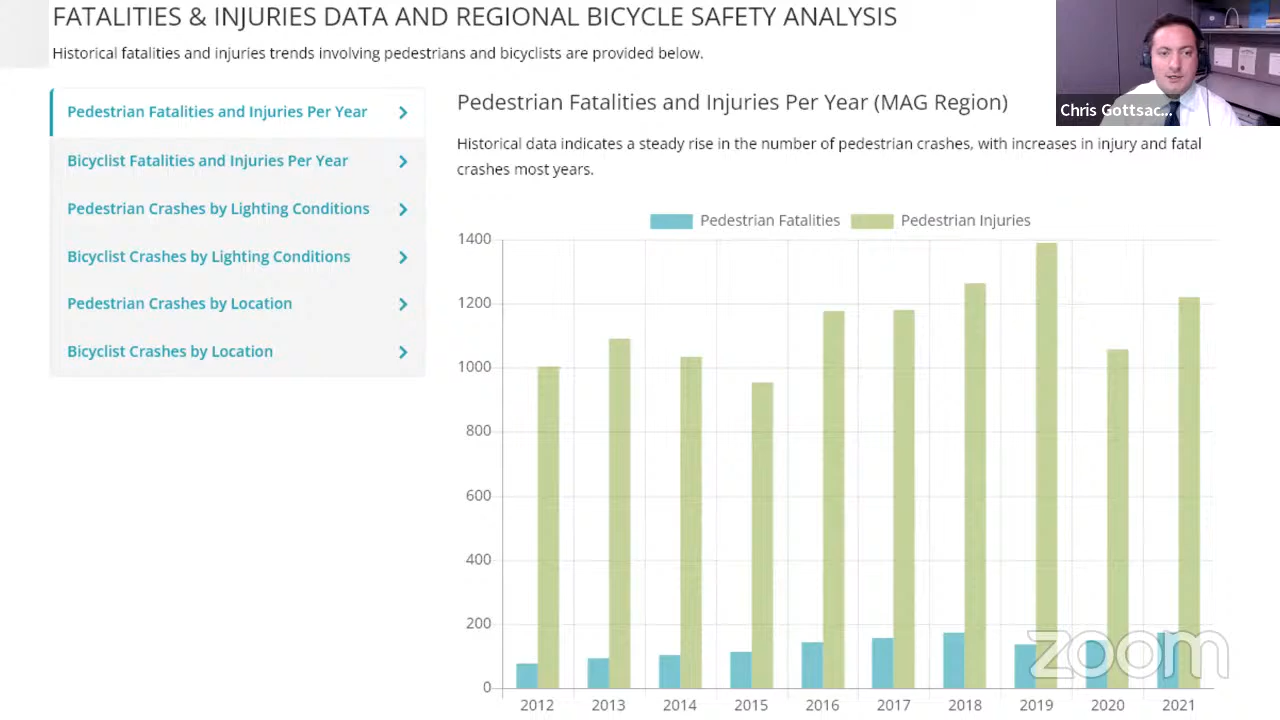 FATALITIES & INJURIES DATA AND REGIONAL BICYCLE SAFETY ANALYSIS
Historical fatalities and injuries trends involving pedestrians and bicyclists are provided below.
Chris Gottsac...
Pedestrian Fatalities and Injuries Per Year
Bicyclist Fatalities and Injuries Per Year
Pedestrian Crashes by Lighting Conditions
Bicyclist Crashes by Lighting Conditions
Pedestrian Crashes by Location
Bicyclist Crashes by Location
Pedestrian Fatalities and Injuries Per Year (MAG Region)
Historical data indicates a steady rise in the number of pedestrian crashes, with increases in injury and fatal
crashes most years.
Pedestrian Fatalities Pedestrian Injuries
1400
1200
1000
800
600
400
200
0
2012 2013 2014 2015 2016 2017 2018 2019 2020 2021
zoom